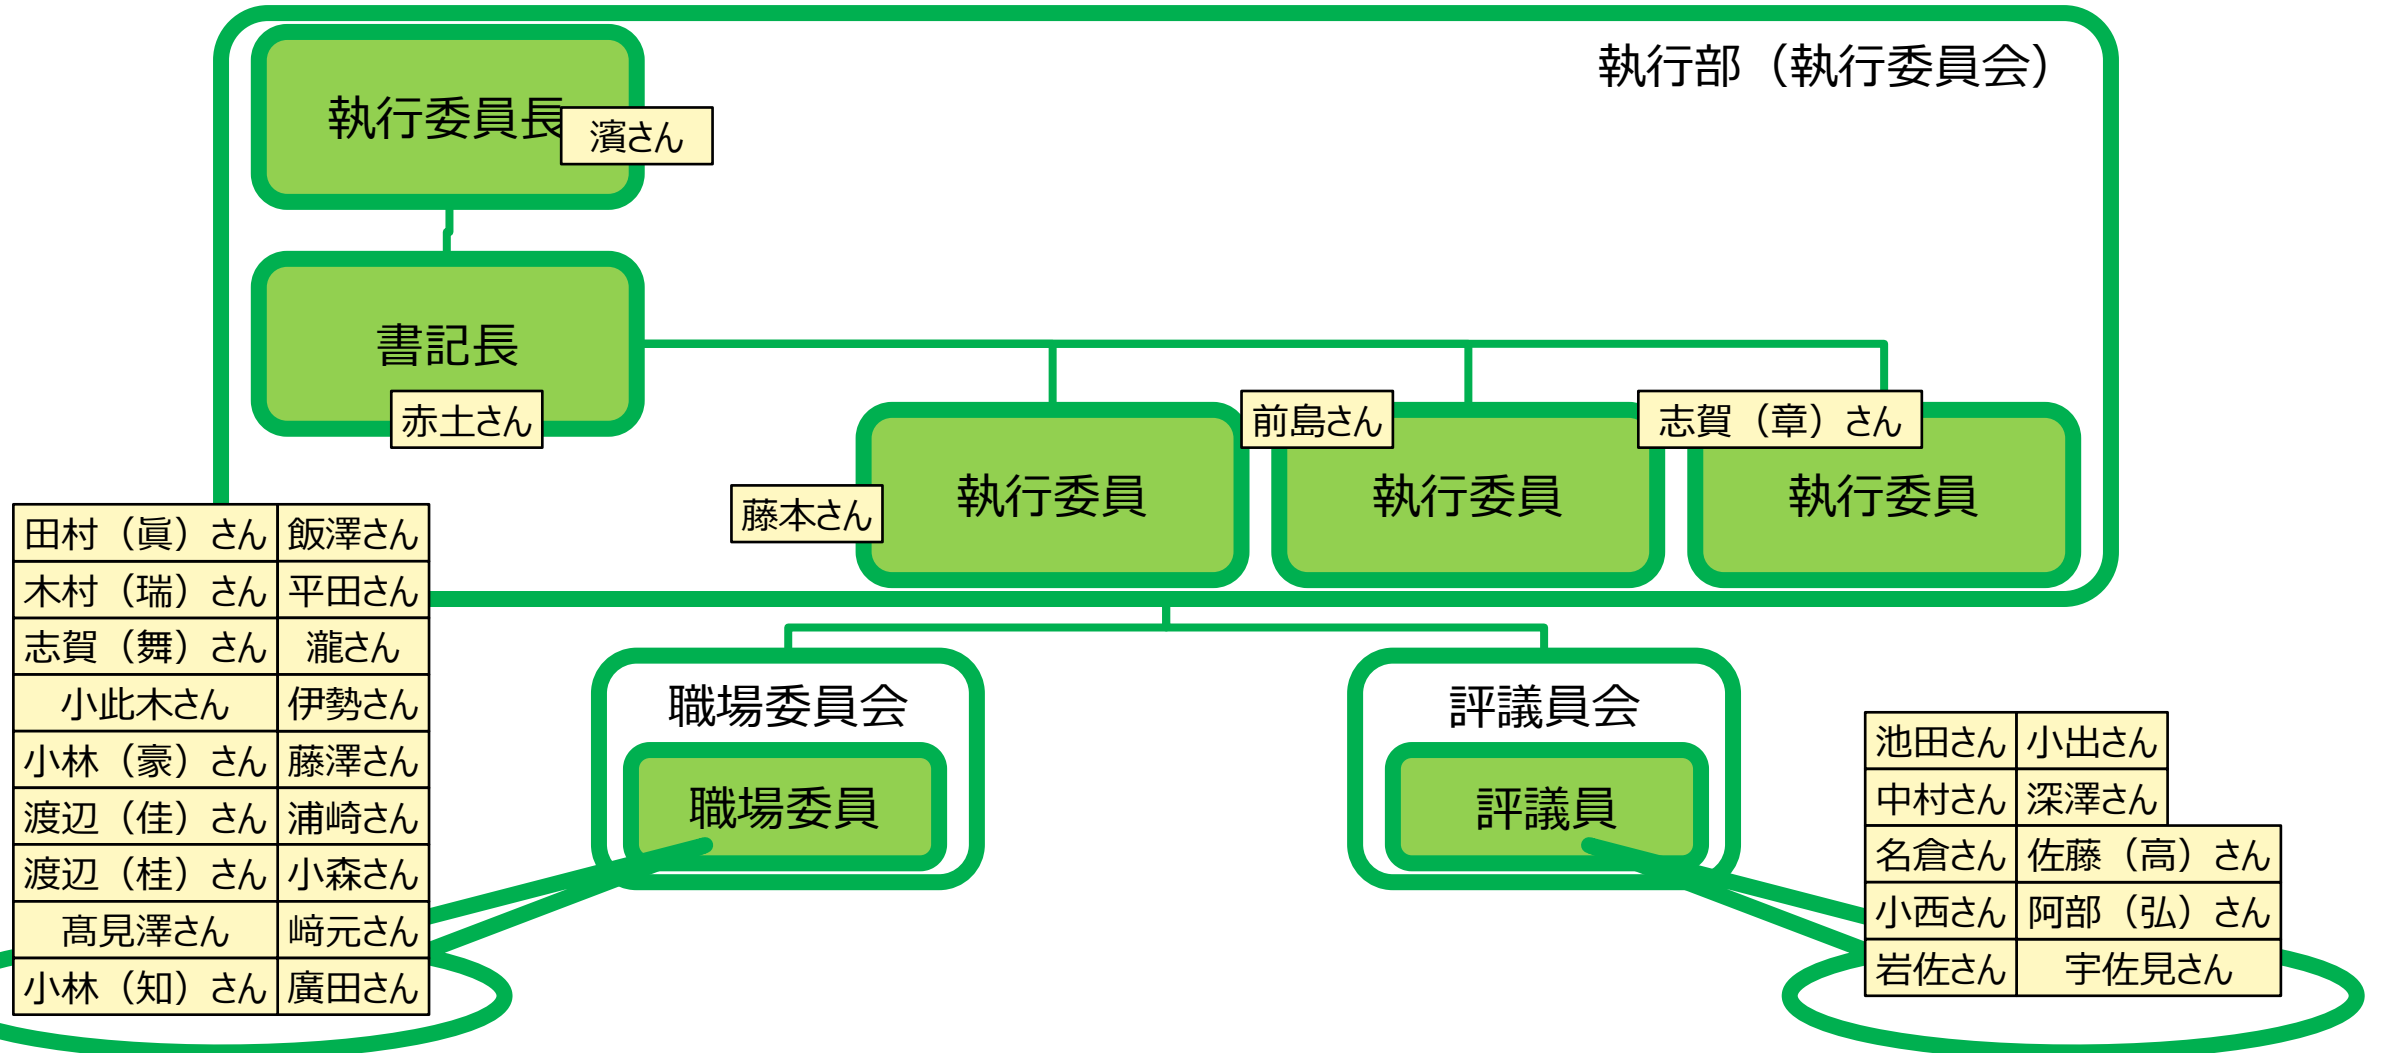 執行部（執行委員会）
執行委員長
濱さん
書記長
赤土さん
藤本さん
執行委員
前島さん
執行委員
志賀（章）さん
執行委員
田村（眞）さん 飯澤さん
木村（瑞）さん 平田さん
志賀（舞）さん 瀧さん
小此木さん 伊勢さん
小林（豪）さん 藤澤さん
渡辺（佳）さん 浦崎さん
渡辺（桂）さん 小森さん
髙見澤さん 﨑元さん
小林（知）さん 廣田さん
職場委員会
職場委員
評議員会
評議員
池田さん 小出さん
中村さん 深澤さん
名倉さん 佐藤（高）さん
小西さん 阿部（弘）さん
岩佐さん 宇佐見さん